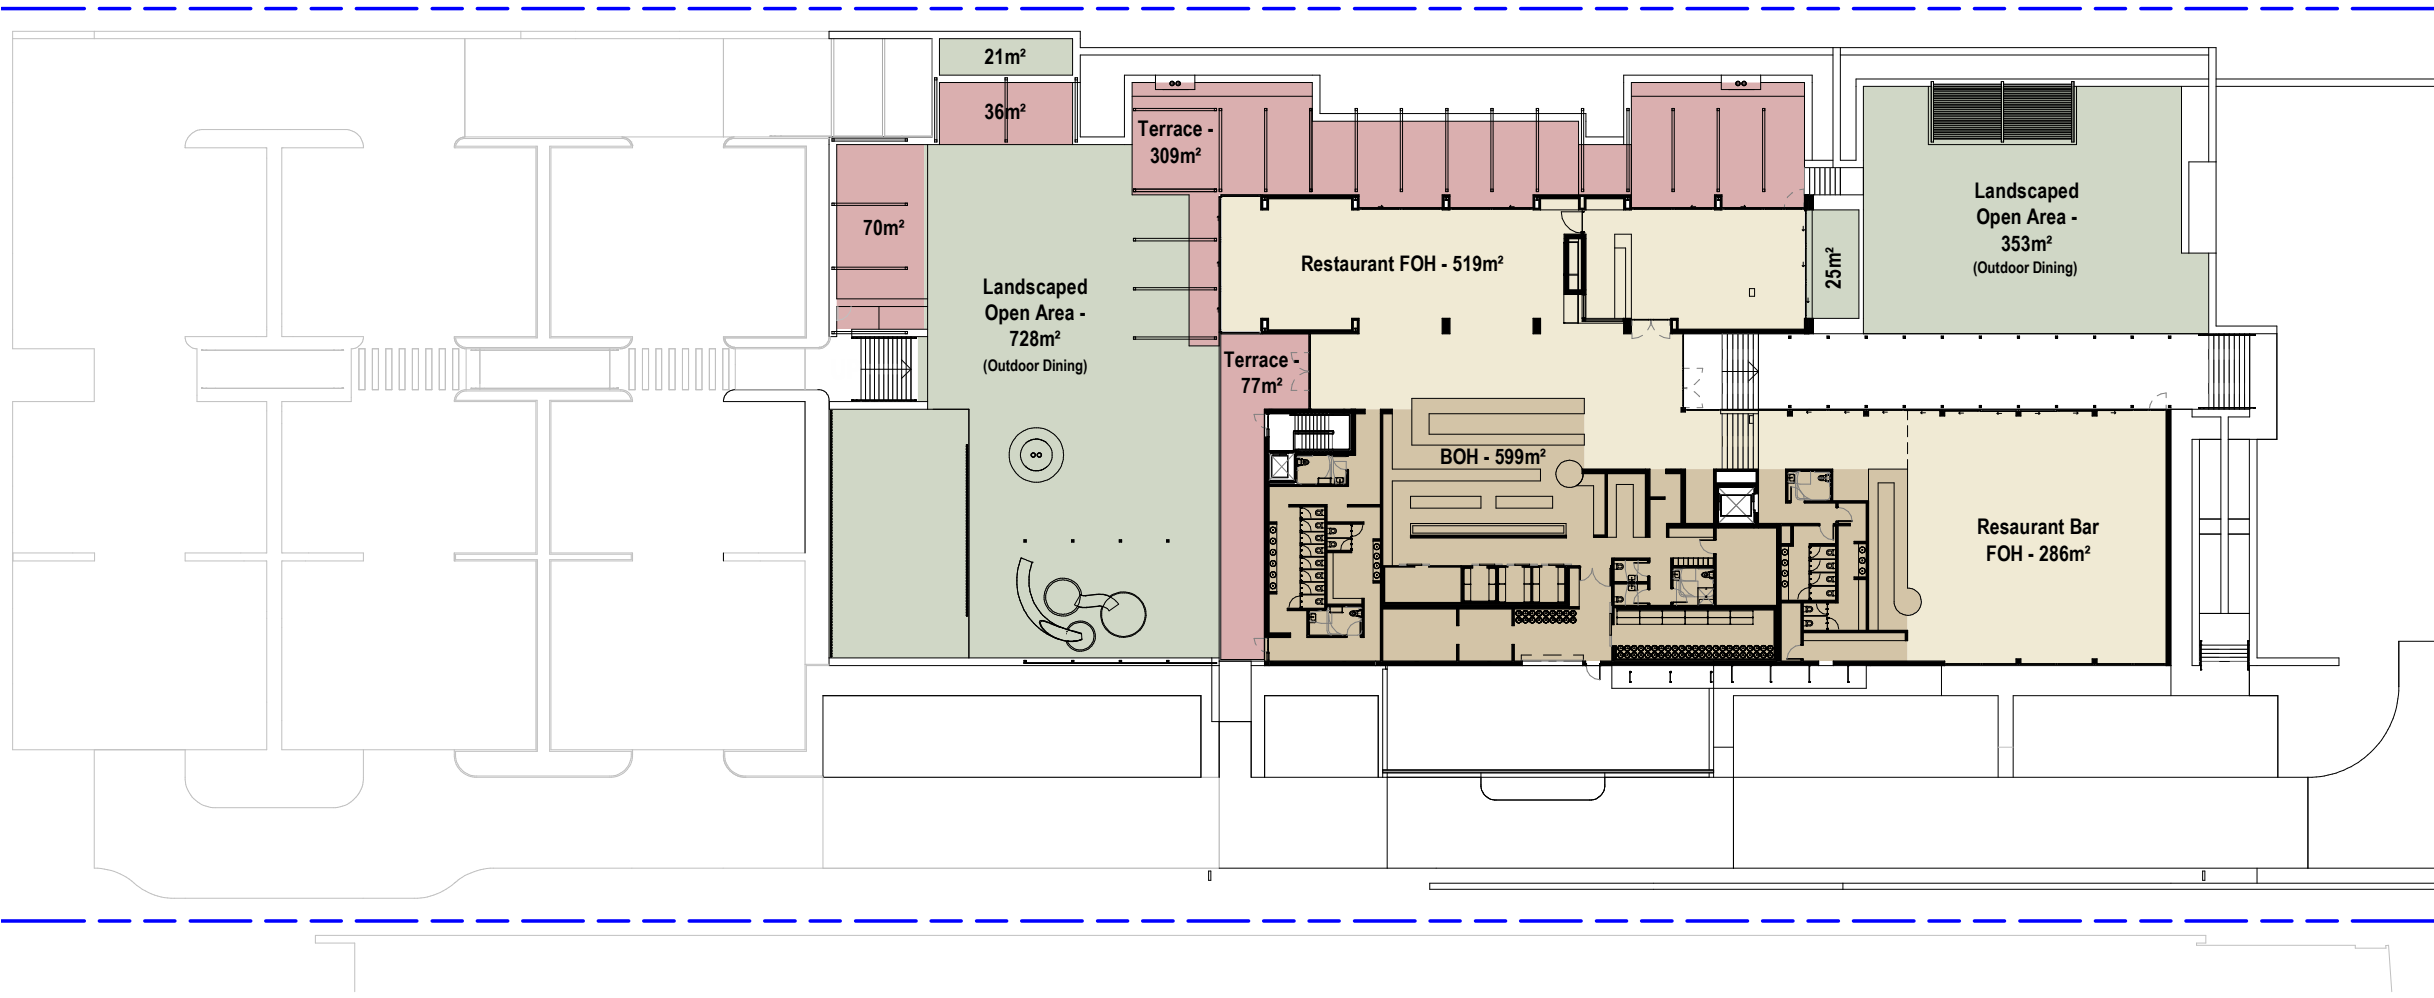 21m²
36m²
Terrace -
309m²
70m²
Landscaped
Open Area -
728m²
(Outdoor Dining)
Restaurant FOH - 519m²
25m²
Landscaped
Open Area -
353m²
(Outdoor Dining)
Terrace -
77m²
BOH - 599m²
Resaurant Bar
FOH - 286m²